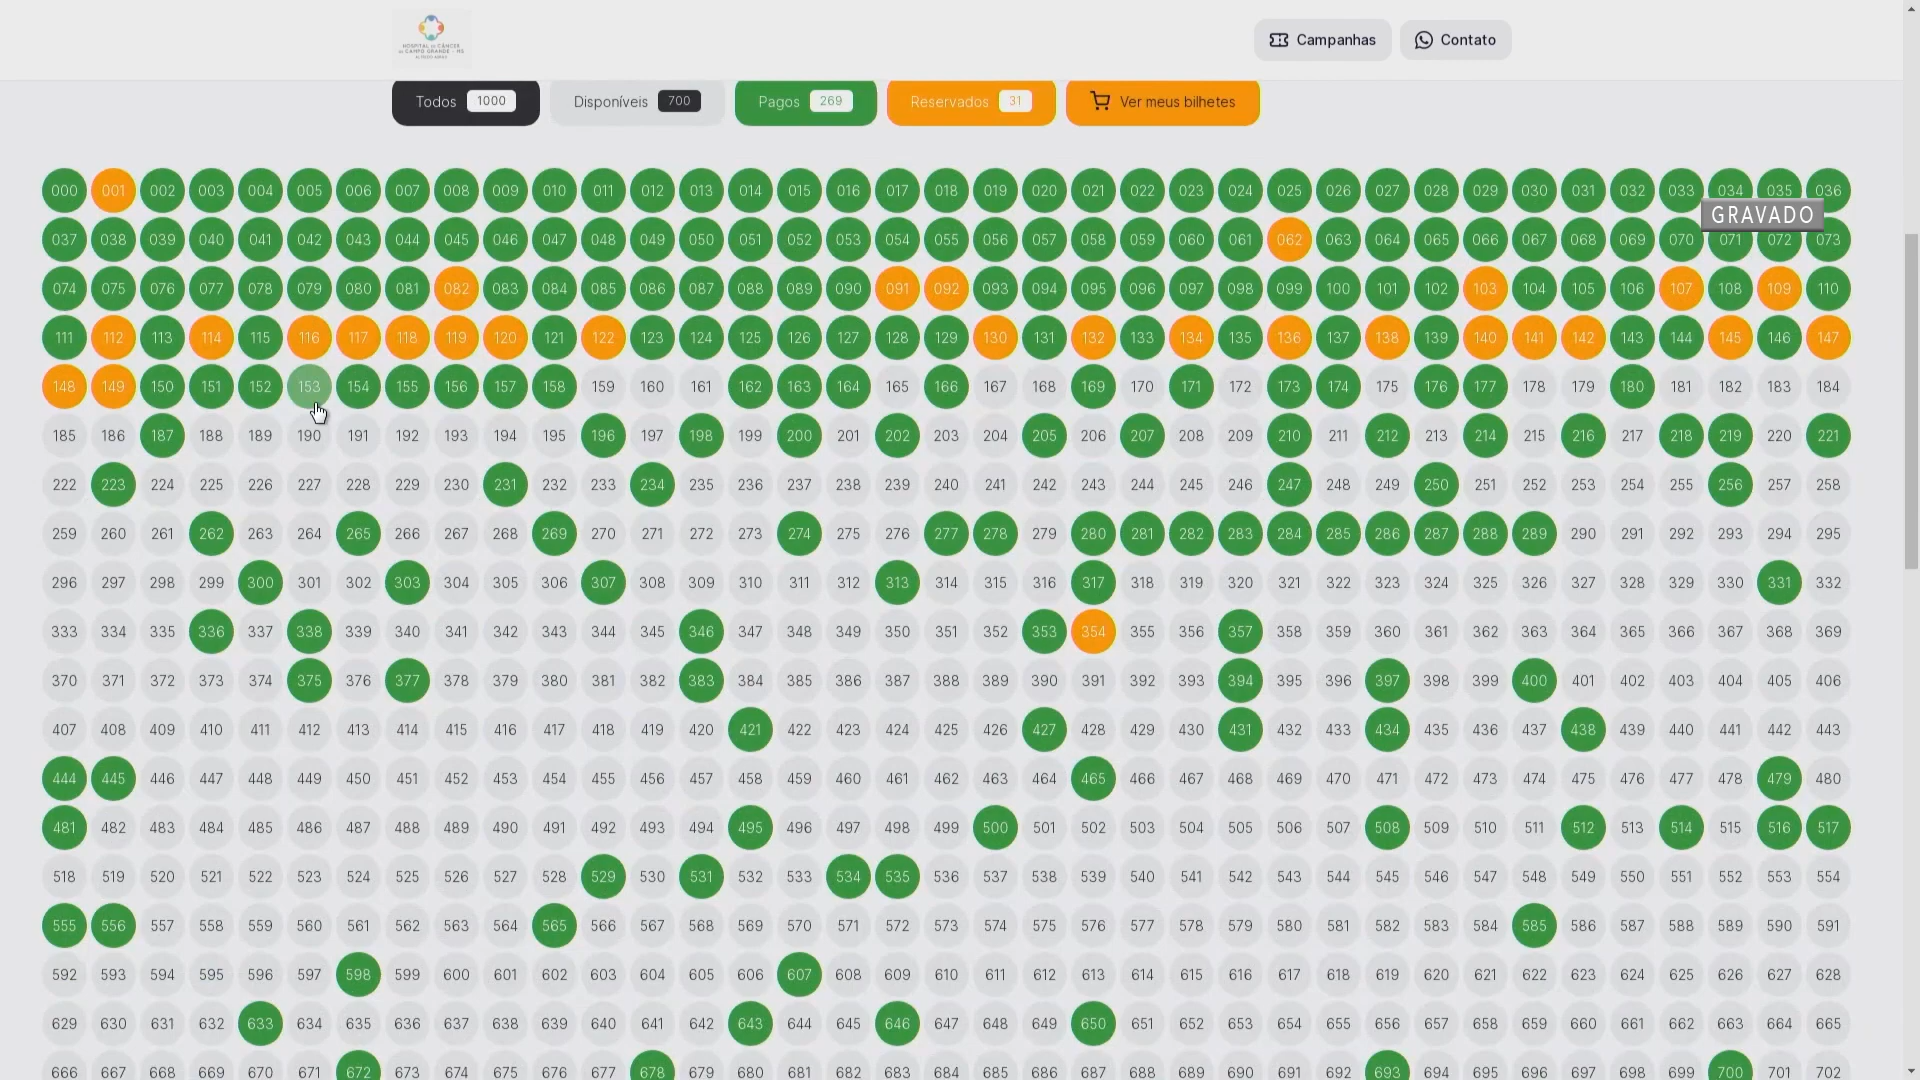 HOSPITAL DE CÂNCER
DE CAMPO GRANDE - MS
ALFREDO ABRÃO
Campanhas
Contato
Todos 1000
Disponíveis 700
Pagos 269
Reservados 31
Ver meus bilhetes
000 001 002 003 004 005 006 007 008 009 010 011 012 013 014 015 016 017 018 019 020 021 022 023 024 025 026 027 028 029 030 031 032 033 034 035 036
GRAVADO
037 038 039 040 041 042 043 044 045 046 047 048 049 050 051 052 053 054 055 056 057 058 059 060 061 062 063 064 065 066 067 068 069 070 071 072 073
074 075 076 077 078 079 080 081 082 083 084 085 086 087 088 089 090 091 092 093 094 095 096 097 098 099 100 101 102 103 104 105 106 107 108 109 110
111 112 113 114 115 116 117 118 119 120 121 122 123 124 125 126 127 128 129 130 131 132 133 134 135 136 137 138 139 140 141 142 143 144 145 146 147
148 149 150 151 152 153 154 155 156 157 158 159 160 161 162 163 164 165 166 167 168 169 170 171 172 173 174 175 176 177 178 179 180 181 182 183 184
185 186 187 188 189 190 191 192 193 194 195 196 197 198 199 200 201 202 203 204 205 206 207 208 209 210 211 212 213 214 215 216 217 218 219 220 221
222 223 224 225 226 227 228 229 230 231 232 233 234 235 236 237 238 239 240 241 242 243 244 245 246 247 248 249 250 251 252 253 254 255 256 257 258
259 260 261 262 263 264 265 266 267 268 269 270 271 272 273 274 275 276 277 278 279 280 281 282 283 284 285 286 287 288 289 290 291 292 293 294 295
296 297 298 299 300 301 302 303 304 305 306 307 308 309 310 311 312 313 314 315 316 317 318 319 320 321 322 323 324 325 326 327 328 329 330 331 332
333 334 335 336 337 338 339 340 341 342 343 344 345 346 347 348 349 350 351 352 353 354 355 356 357 358 359 360 361 362 363 364 365 366 367 368 369
370 371 372 373 374 375 376 377 378 379 380 381 382 383 384 385 386 387 388 389 390 391 392 393 394 395 396 397 398 399 400 401 402 403 404 405 406
407 408 409 410 411 412 413 414 415 416 417 418 419 420 421 422 423 424 425 426 427 428 429 430 431 432 433 434 435 436 437 438 439 440 441 442 443
444 445 446 447 448 449 450 451 452 453 454 455 456 457 458 459 460 461 462 463 464 465 466 467 468 469 470 471 472 473 474 475 476 477 478 479 480
481 482 483 484 485 486 487 488 489 490 491 492 493 494 495 496 497 498 499 500 501 502 503 504 505 506 507 508 509 510 511 512 513 514 515 516 517
518 519 520 521 522 523 524 525 526 527 528 529 530 531 532 533 534 535 536 537 538 539 540 541 542 543 544 545 546 547 548 549 550 551 552 553 554
555 556 557 558 559 560 561 562 563 564 565 566 567 568 569 570 571 572 573 574 575 576 577 578 579 580 581 582 583 584 585 586 587 588 589 590 591
592 593 594 595 596 597 598 599 600 601 602 603 604 605 606 607 608 609 610 611 612 613 614 615 616 617 618 619 620 621 622 623 624 625 626 627 628
629 630 631 632 633 634 635 636 637 638 639 640 641 642 643 644 645 646 647 648 649 650 651 652 653 654 655 656 657 658 659 660 661 662 663 664 665
666 667 668 669 670 671 672 673 674 675 676 677 678 679 680 681 682 683 684 685 686 687 688 689 690 691 692 693 694 695 696 697 698 699 700 701 702